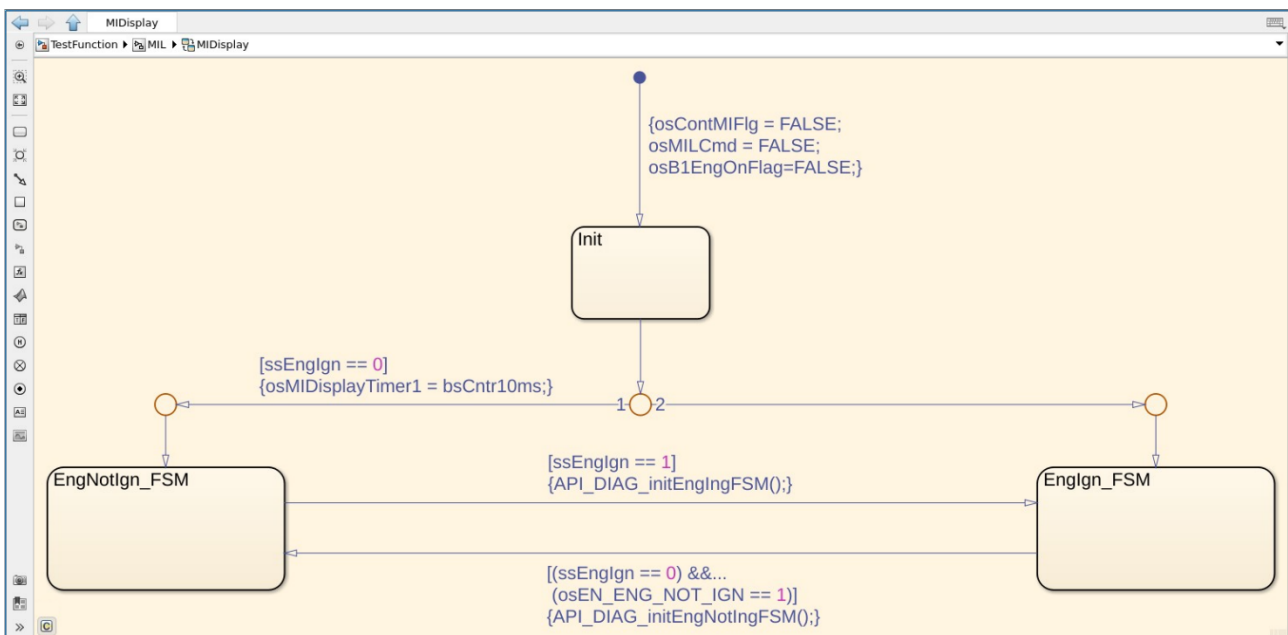 MIDisplay
TestFunction MIL MIDisplay
{osContMIFlg = FALSE;
osMILCmd = FALSE;
osB1EngOnFlag=FALSE;}
Init
[ssEngIgn == 0]
{osMIDisplayTimer1 = bsCntr10ms;}
1 2
EngNotIgn_FSM
[ssEngIgn == 1]
{API_DIAG_initEngIngFSM();}
EngIgn_FSM
[(ssEngIgn == 0) &&...
(osEN_ENG_NOT_IGN == 1)]
{API_DIAG_initEngNotIngFSM();}
C